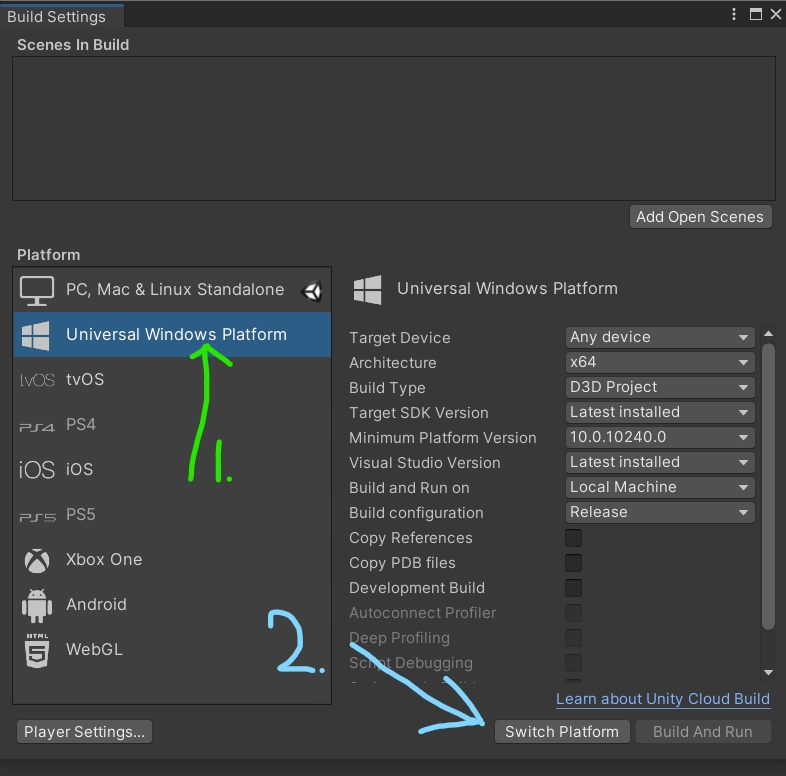 Build Settings
Scenes In Build
Add Open Scenes
Platform
PC, Mac & Linux Standalone
Universal Windows Platform
tvOS tvOS
PS4 PS4
iOS iOS
PS5 PS5
Xbox One
Android
HTML
5
WebGL
1.
2.
Universal Windows Platform
Target Device Any device
Architecture x64
Build Type D3D Project
Target SDK Version Latest installed
Minimum Platform Version 10.0.10240.0
Visual Studio Version Latest installed
Build and Run on Local Machine
Build configuration Release
Copy References
Copy PDB files
Development Build
Autoconnect Profiler
Deep Profiling
Script Debugging
Learn about Unity Cloud Build
Player Settings...
Switch Platform
Build And Run